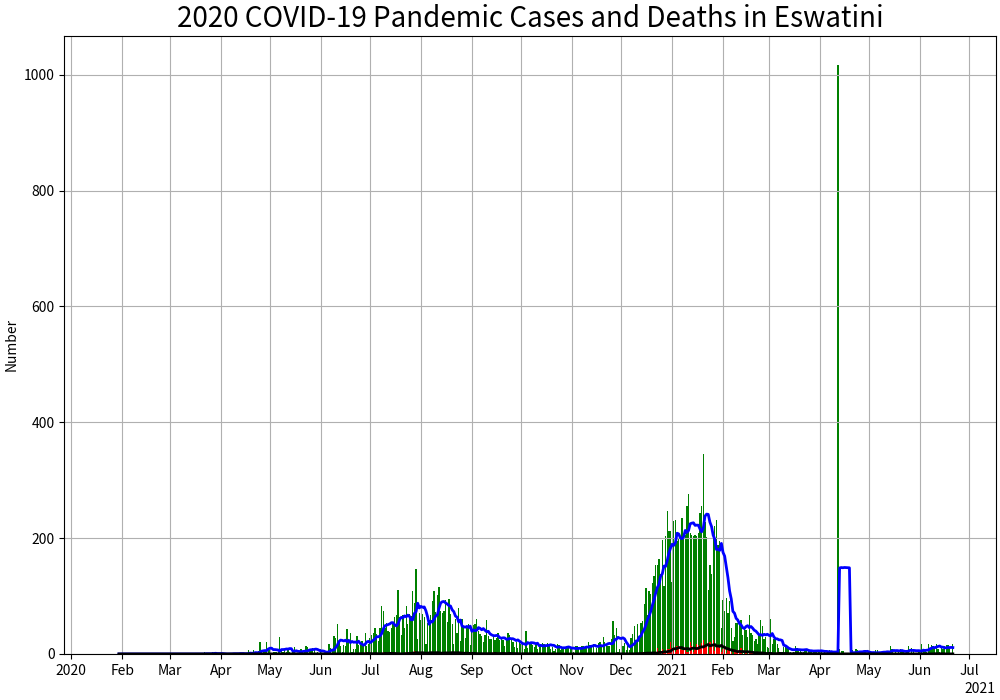 2020 COVID-19 Pandemic Cases and Deaths in Eswatini
1000
800
600
400
200
0
Number
2020 Feb Mar Apr May Jun Jul Aug Sep Oct Nov Dec 2021 Feb Mar Apr May Jun Jul
2021